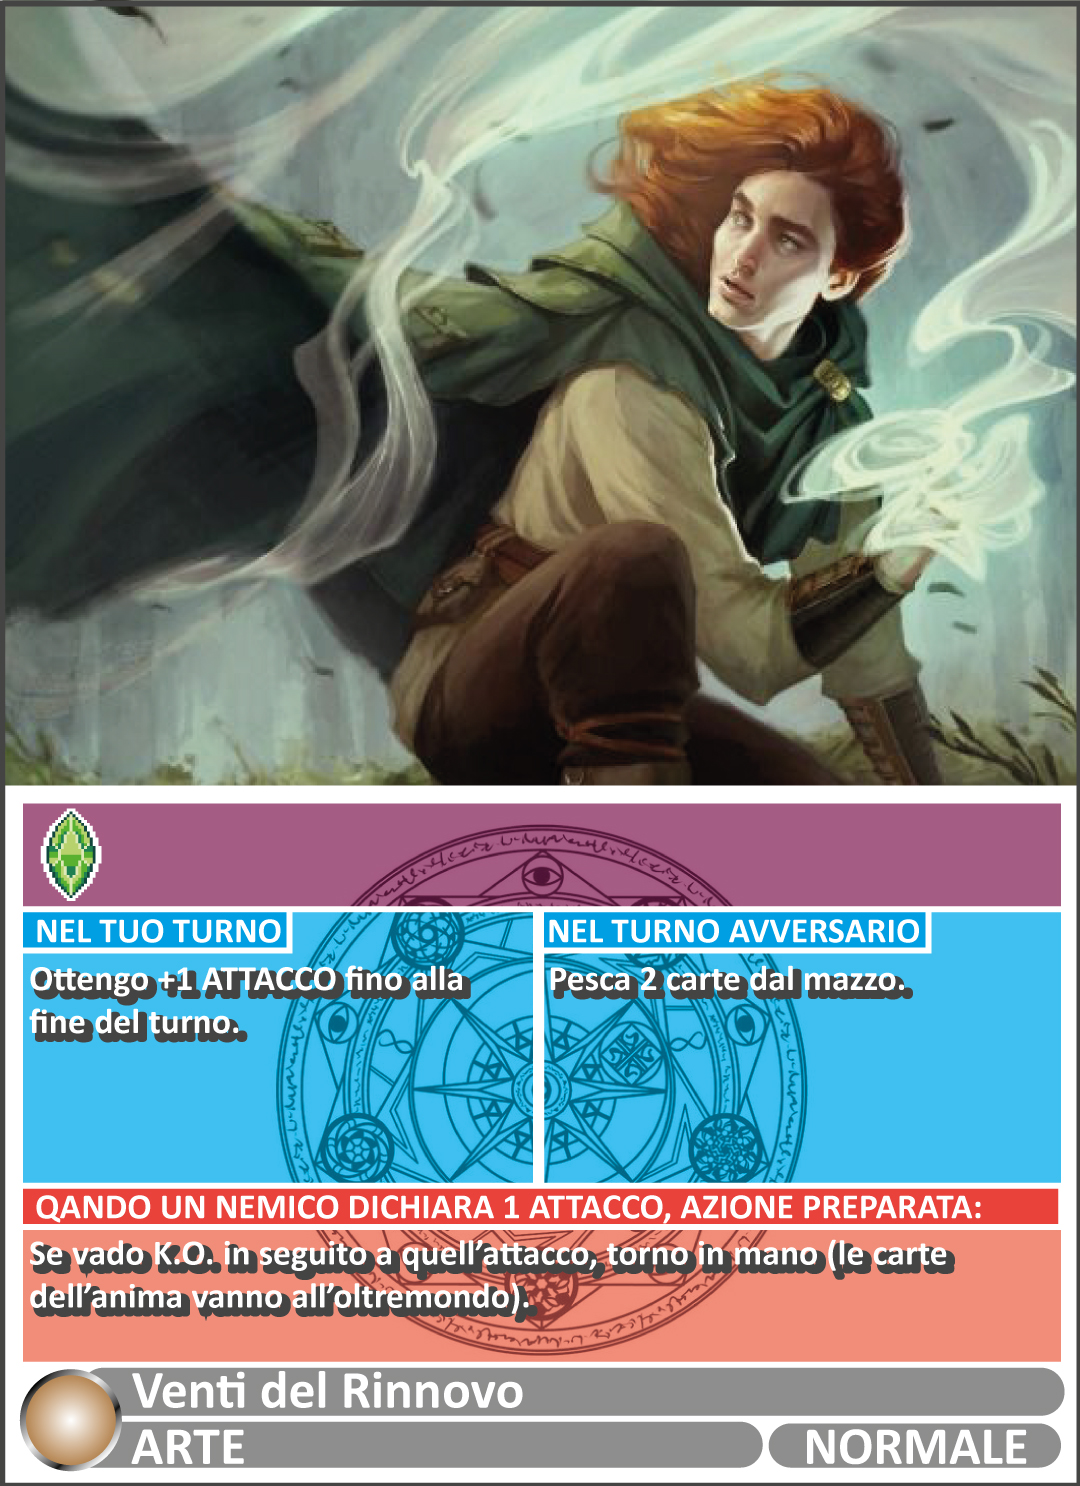 NEL TUO TURNO
Ottengo +1 ATTACCO fino alla
fine del turno.
NEL TURNO AVVERSARIO
Pesca 2 carte dal mazzo.
QANDO UN NEMICO DICHIARA 1 ATTACCO, AZIONE PREPARATA:
Se vado K.O. in seguito a quell'attacco, torno in mano (le carte
dell'anima vanno all'oltremondo).
Venti del Rinnovo
ARTE
NORMALE